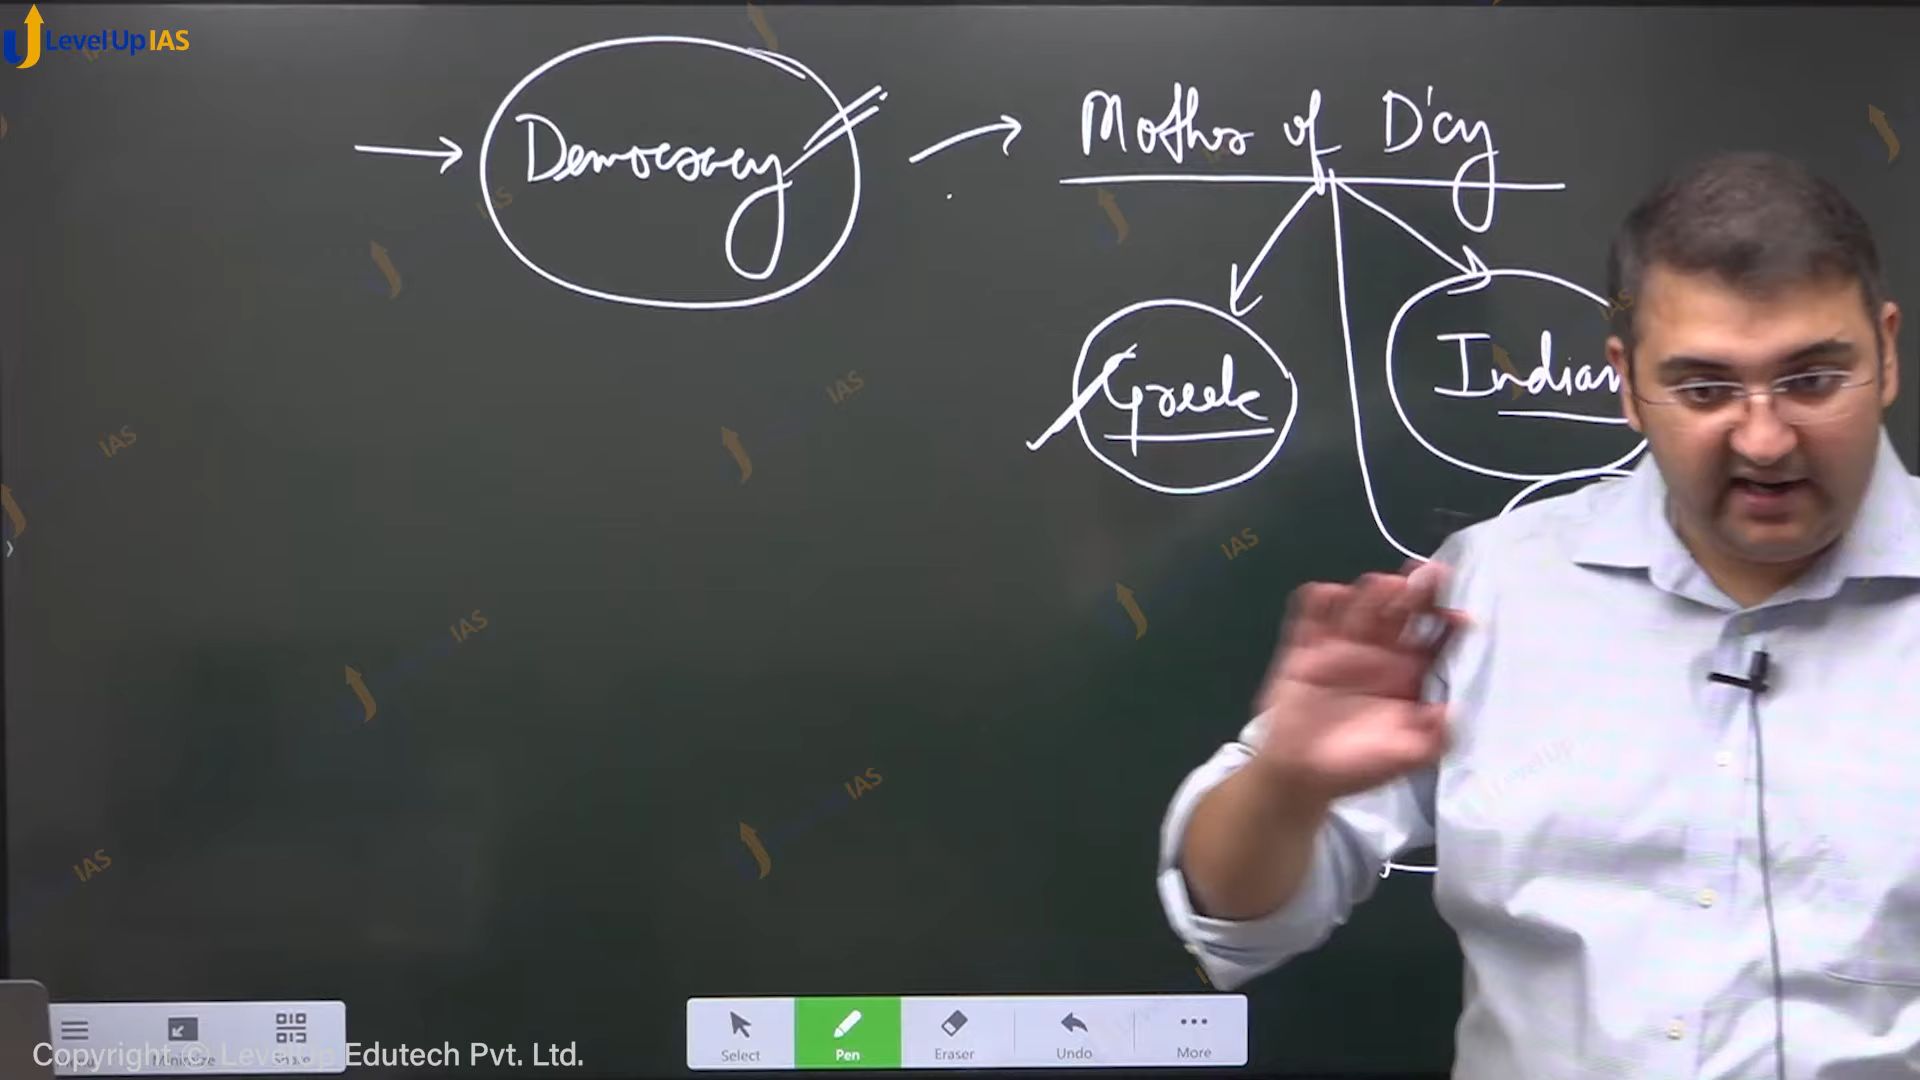 Level Up IAS
Democracy
Mother of D'cy
Greek
Indian
Select
Pen
Eraser
Undo
More
Copyright © Level Up Edutech Pvt. Ltd.